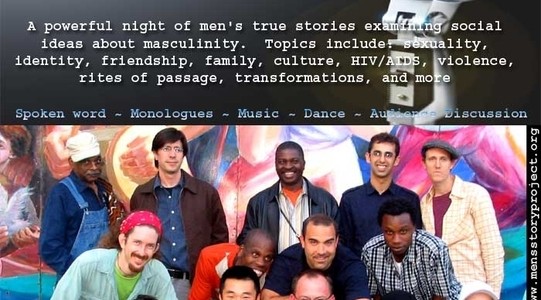 A powerful night of men's true stories examining social
ideas about masculinity.  Topics include: sexuality,
identity, friendship, family, culture, HIV/AIDS, violence,
rites of passage, transformations, and more
Spoken word ~ Monologues ~ Music ~ Dance ~ Audience Discussion
www.mensstoryproject.org